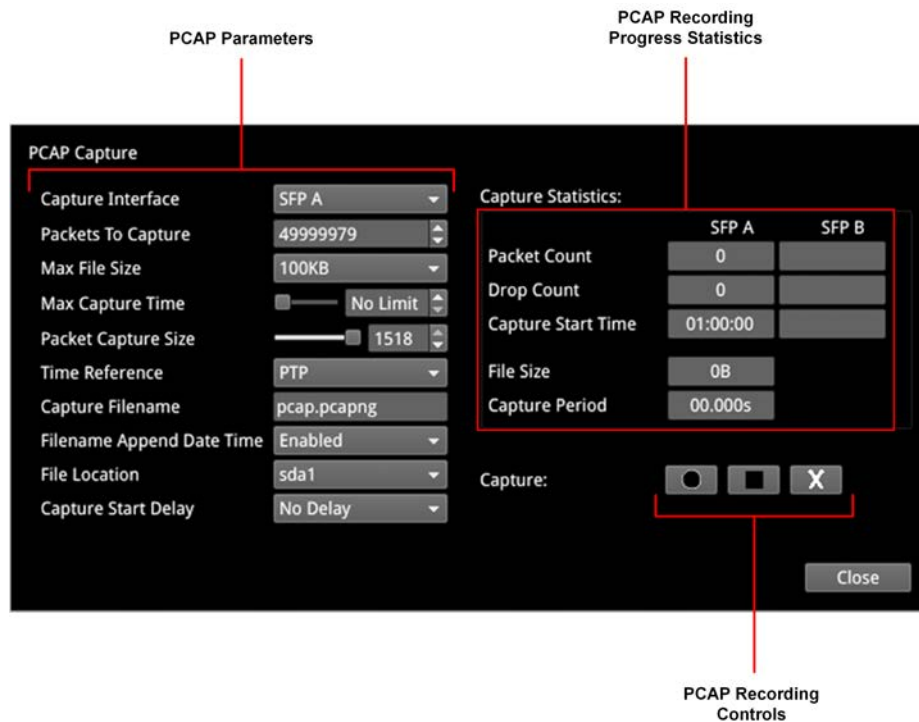 PCAP Parameters
PCAP Recording
Progress Statistics
PCAP Capture
Capture Interface SFP A
Packets To Capture 49999979
Max File Size 100KB
Max Capture Time No Limit
Packet Capture Size 1518
Time Reference PTP
Capture Filename pcap.pcapng
Filename Append Date Time Enabled
File Location sda1
Capture Start Delay No Delay
Capture Statistics:
SFP A SFP B
Packet Count 0
Drop Count 0
Capture Start Time 01:00:00
File Size 0B
Capture Period 00.000s
Capture: X
Close
PCAP Recording
Controls